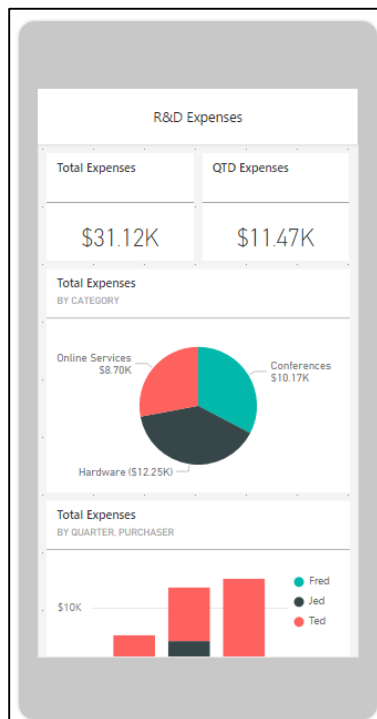 R&D Expenses
Total Expenses
QTD Expenses
$31.12K
$11.47K
Total Expenses
BY CATEGORY
Online Services
$8.70K
Conferences
$10.17K
Hardware ($12.25K)
Total Expenses
BY QUARTER, PURCHASER
$10K
Fred
Jed
Ted